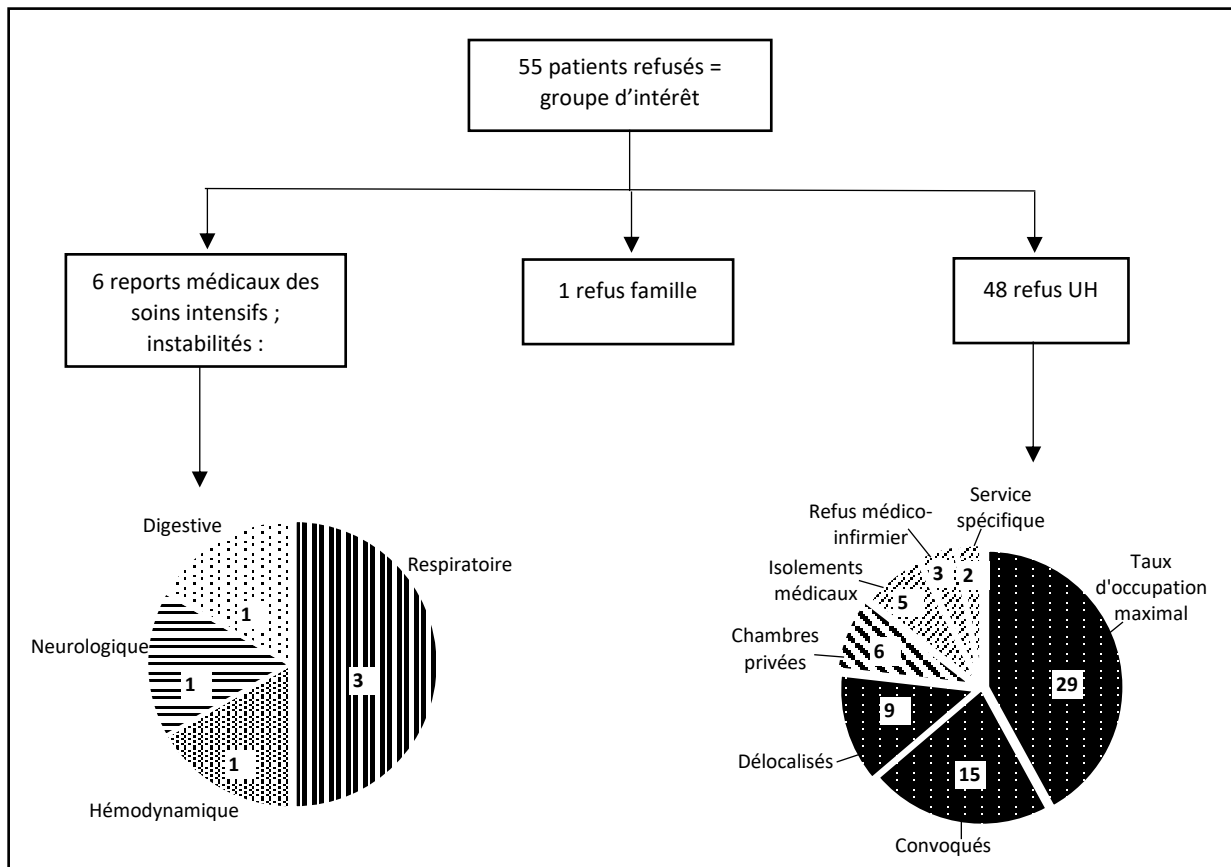 55 patients refusés =
groupe d’intérêt
6 reports médicaux des
soins intensifs ;
instabilités :
1 refus famille
48 refus UH
Digestive
Respiratoire
Neurologique
Hémodynamique
1
1
1
3
Service
spécifique
Refus médico-
infirmier
Isolements
médicaux
Chambres
privées
Délocalisés
Convoqués
Taux
d'occupation
maximal
2
3
5
6
9
15
29